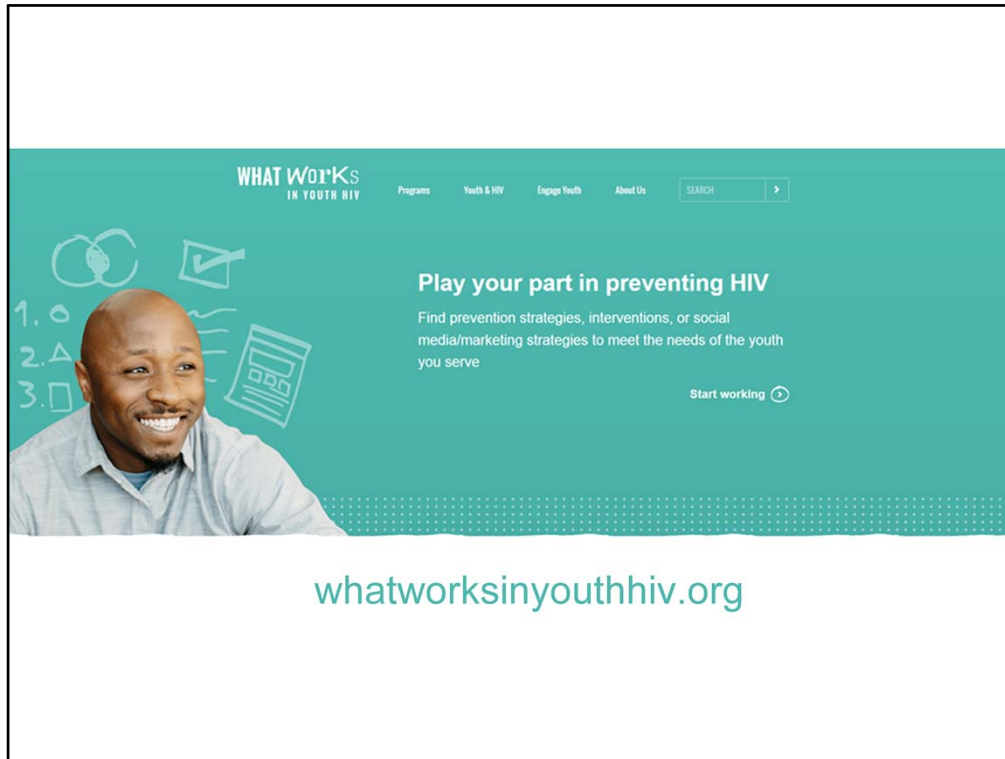 WHAT WorKs
IN YOUTH HIV
Programs
Youth & HIV
Engage Youth
About Us
SEARCH
Play your part in preventing HIV
Find prevention strategies, interventions, or social
media/marketing strategies to meet the needs of the youth
you serve
Start working
1.
2.
3.
whatworksinyouthhiv.org